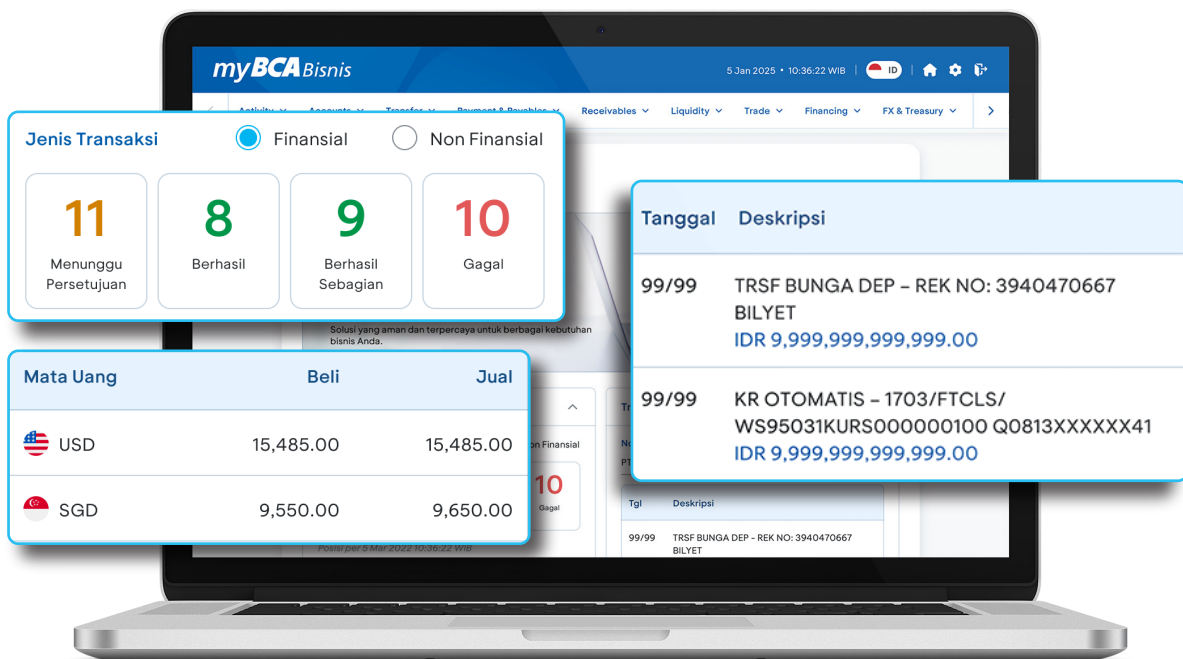 myBCA Bisnis
5 Jan 2025 • 10:36:22 WIB | ID
Activity Accounts Transfer Payment & Payables Receivables Liquidity Trade Financing FX & Treasury
Jenis Transaksi Finansial Non Finansial
11 8 9 10
Menunggu Persetujuan
Berhasil
Berhasil Sebagian
Gagal
Solusi yang aman dan terpercaya untuk berbagai kebutuhan
bisnis Anda.
Mata Uang Beli Jual
USD 15,485.00 15,485.00
SGD 9,550.00 9,650.00
Finansial
10
Gagal
Posisi per 5 Mar 2022 10:36:22 WIB
Tanggal Deskripsi
99/99 TRSF BUNGA DEP – REK NO: 3940470667
BILYET
IDR 9,999,999,999,999.00
99/99 KR OTOMATIS – 1703/FTCLS/
WS95031KURS000000100 Q0813XXXXXX41
IDR 9,999,999,999,999.00
Tgl Deskripsi
99/99 TRSF BUNGA DEP - REK NO: 3940470667
BILYET